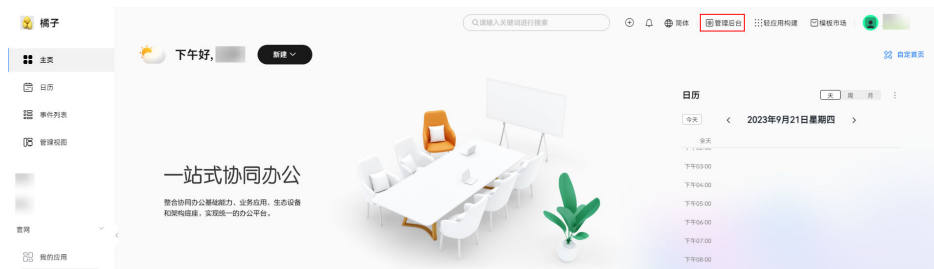 橘子
请输入关键词进行搜索
简体
管理后台
轻应用构建
模板市场
主页
日历
事件列表
管理视图
官网
我的应用
下午好,
新建
自定首页
一站式协同办公
整合协同办公基础能力、业务应用、生态设备
和架构底座，实现统一的办公平台。
日历
天 周 月
今天
2023年9月21日星期四
全天
下午03:00
下午04:00
下午05:00
下午06:00
下午07:00
下午08:00